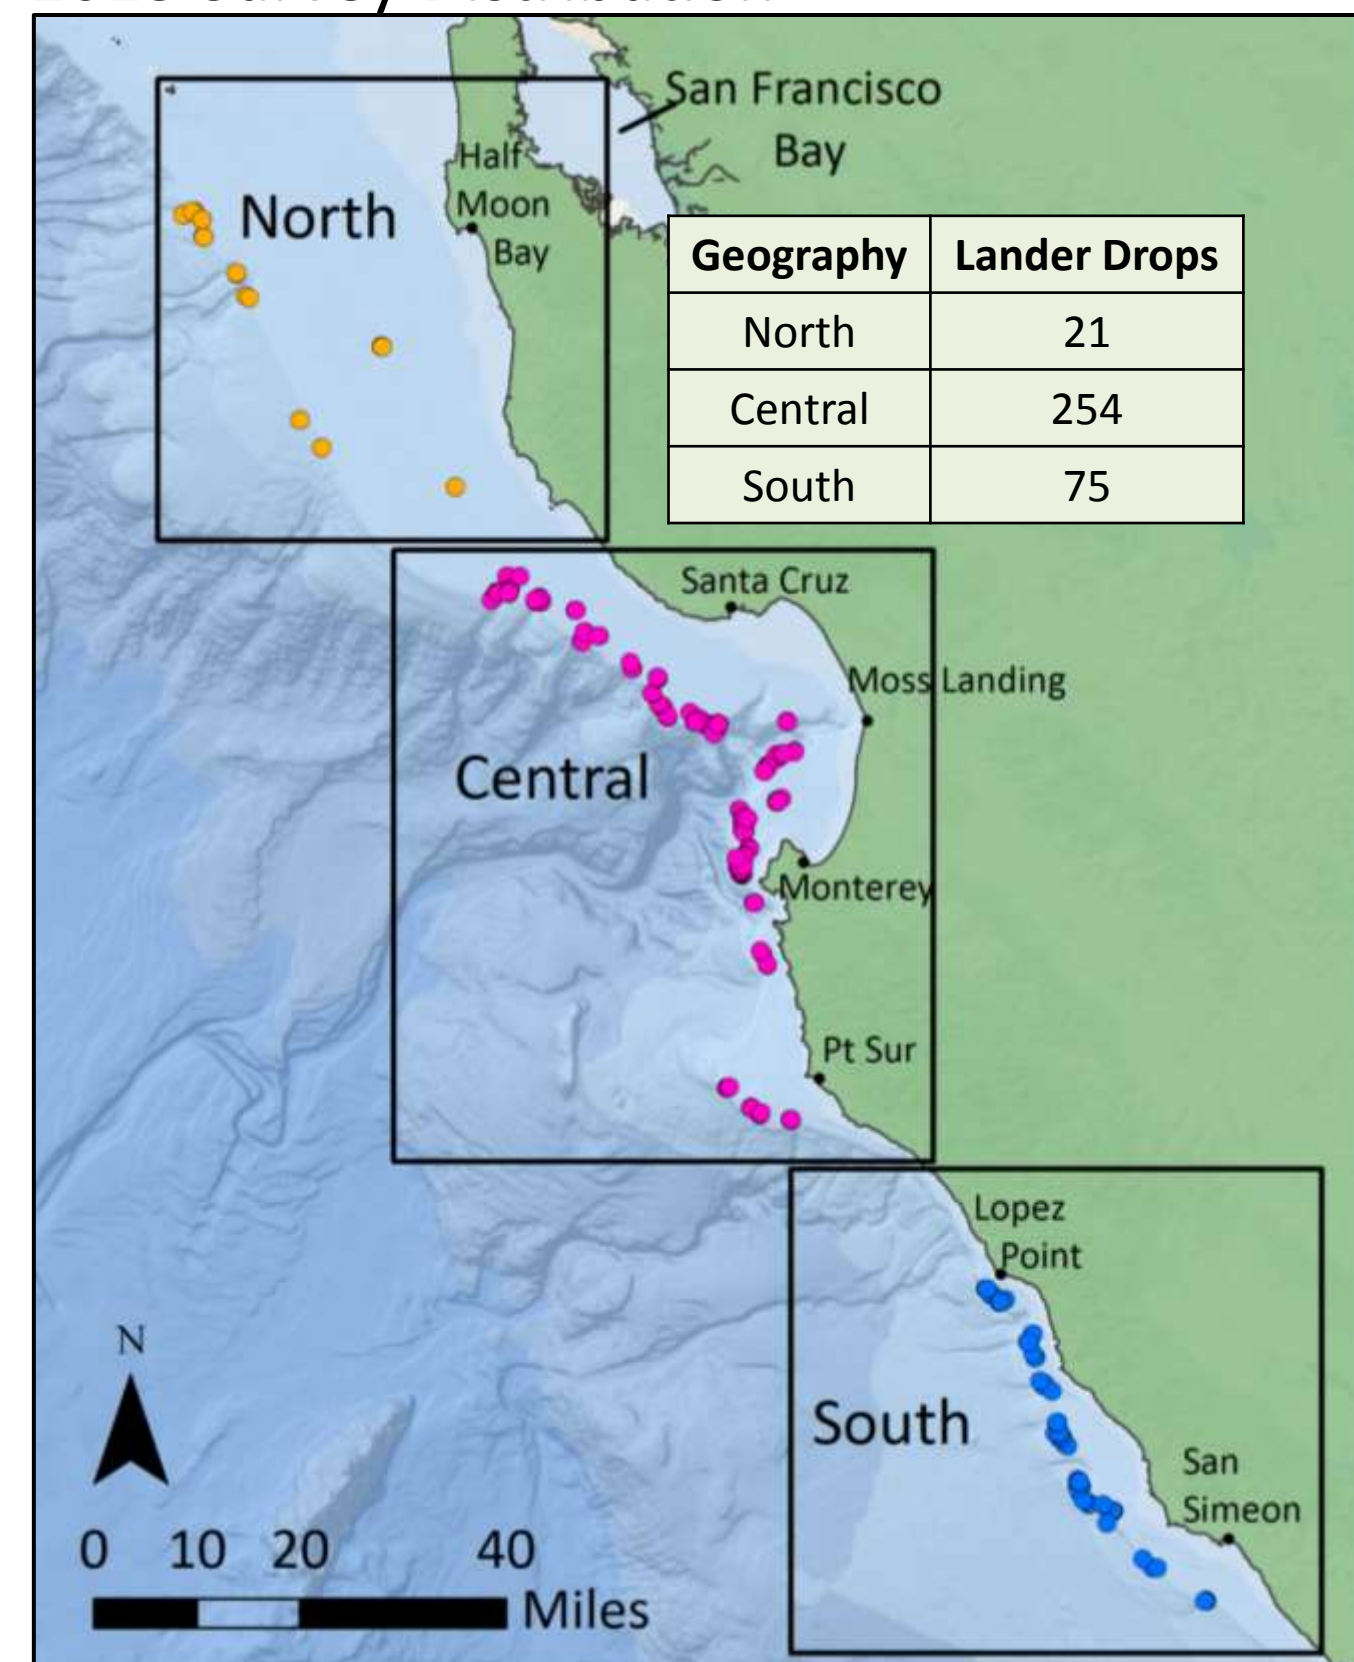 San Francisco
Bay
Half
Moon
Bay
North
Geography Lander Drops
North 21
Central 254
South 75
Santa Cruz
Moss Landing
Central
Monterey
Pt Sur
Lopez
Point
N
South
San
Simeon
0 10 20 40
Miles